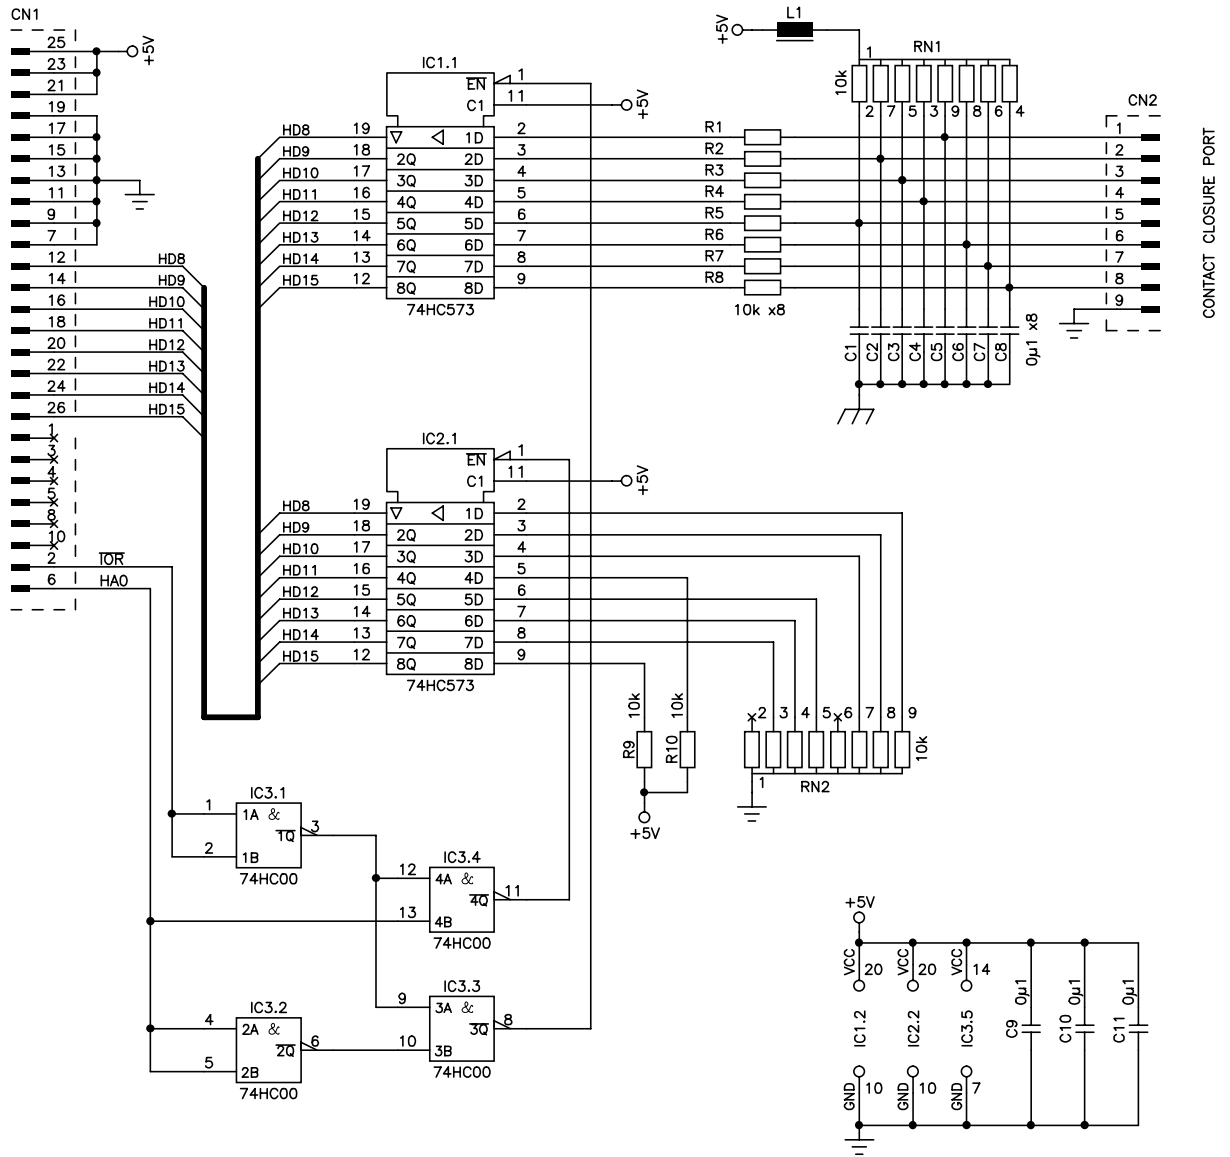 CN1
25
23
21
19
17
15
13
11
9
7
12
14
16
18
20
22
24
26
1
3
4
5
8
10
2
6
+5V
HD8
HD9
HD10
HD11
HD12
HD13
HD14
HD15
IOR
HA0
IC1.1
EN 1
C1 11
+5V
HD8 19 1D 2
HD9 18 2Q 2D 3
HD10 17 3Q 3D 4
HD11 16 4Q 4D 5
HD12 15 5Q 5D 6
HD13 14 6Q 6D 7
HD14 13 7Q 7D 8
HD15 12 8Q 8D 9
74HC573
R1
R2
R3
R4
R5
R6
R7
R8
10k x8
+5V
L1
RN1
1
10k
2 7 5 3 9 8 6 4
C1 C2 C3 C4 C5 C6 C7 C8
0µ1 x8
CN2
1
2
3
4
5
6
7
8
9
CONTACT CLOSURE PORT
IC2.1
EN 1
C1 11
+5V
HD8 19 1D 2
HD9 18 2Q 2D 3
HD10 17 3Q 3D 4
HD11 16 4Q 4D 5
HD12 15 5Q 5D 6
HD13 14 6Q 6D 7
HD14 13 7Q 7D 8
HD15 12 8Q 8D 9
74HC573
10k
10k
R9
R10
+5V
2 3 4 5 6 7 8 9
10k
1
RN2
IC3.1
1 1A &
1Q 3
2 1B
74HC00
IC3.4
12 4A &
4Q 11
13 4B
74HC00
IC3.3
9 3A &
3Q 8
10 3B
74HC00
IC3.2
4 2A &
2Q 6
5 2B
74HC00
+5V
VCC 20
VCC 20
VCC 14
IC1.2
IC2.2
IC3.5
GND 10
GND 10
GND 7
C9 0µ1
C10 0µ1
C11 0µ1